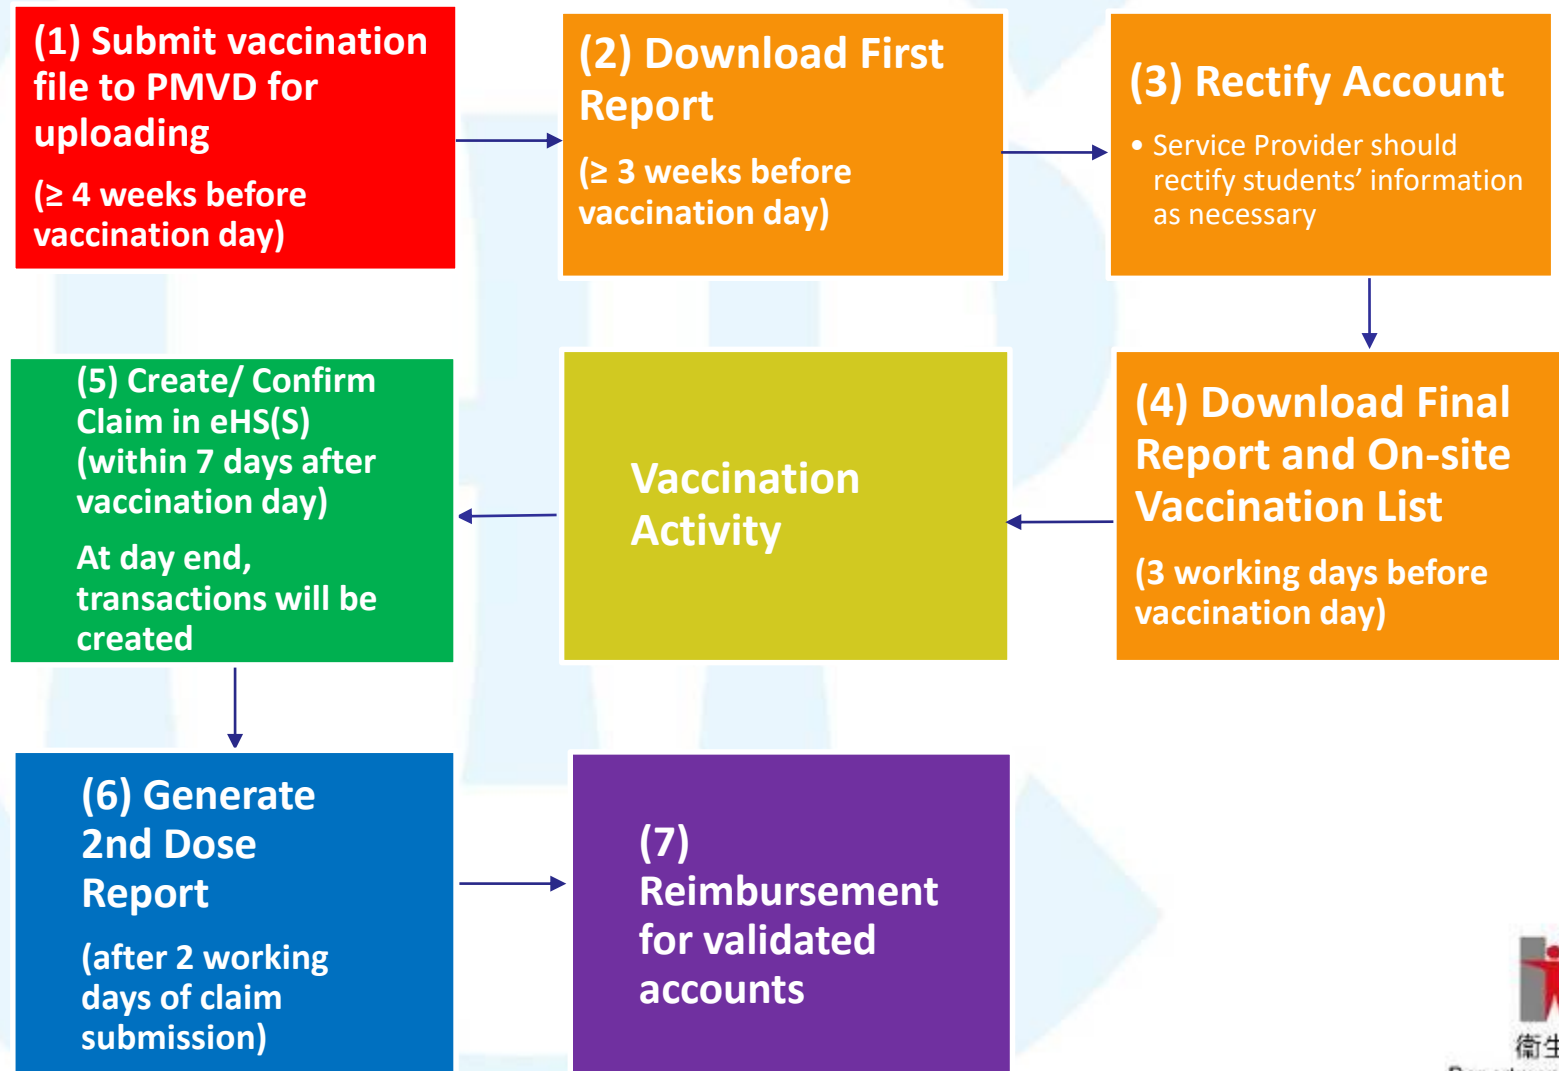 (1) Submit vaccination
file to PMVD for
uploading
(≥ 4 weeks before
vaccination day)
(2) Download First
Report
(≥ 3 weeks before
vaccination day)
(3) Rectify Account
• Service Provider should
rectify students’ information
as necessary
(4) Download Final
Report and On-site
Vaccination List
(3 working days before
vaccination day)
Vaccination
Activity
(5) Create/ Confirm
Claim in eHS(S)
(within 7 days after
vaccination day)
At day end,
transactions will be
created
(6) Generate
2nd Dose
Report
(after 2 working
days of claim
submission)
(7)
Reimbursement
for validated
accounts
衞生